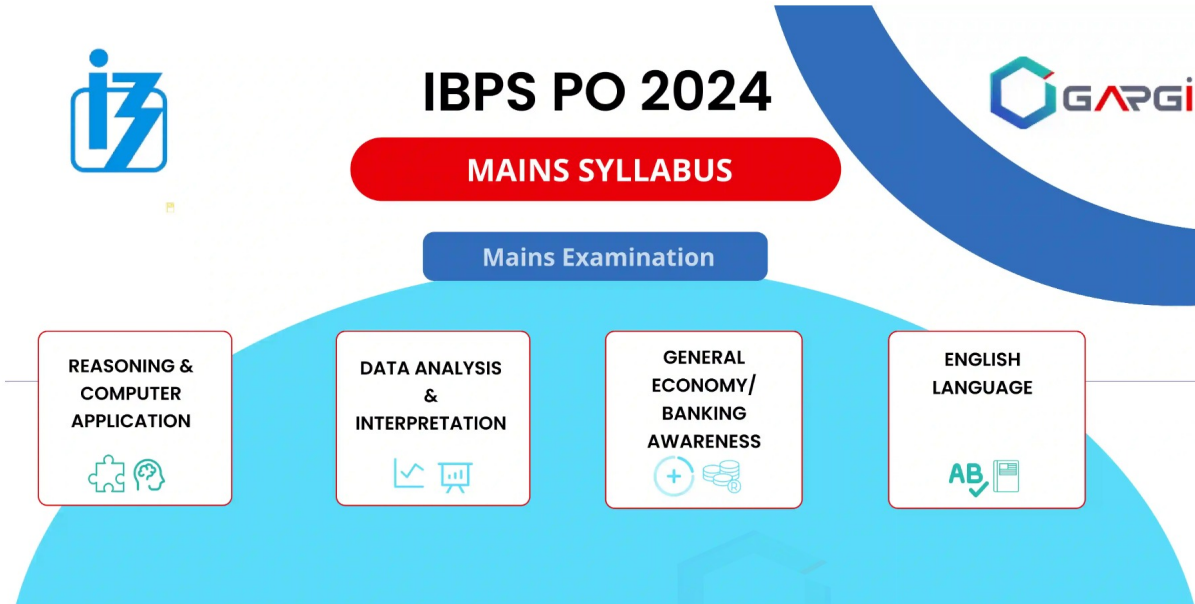 IBPS PO 2024
GARGI
MAINS SYLLABUS
Mains Examination
REASONING &
COMPUTER
APPLICATION
DATA ANALYSIS
&
INTERPRETATION
GENERAL
ECONOMY/
BANKING
AWARENESS
ENGLISH
LANGUAGE
AB